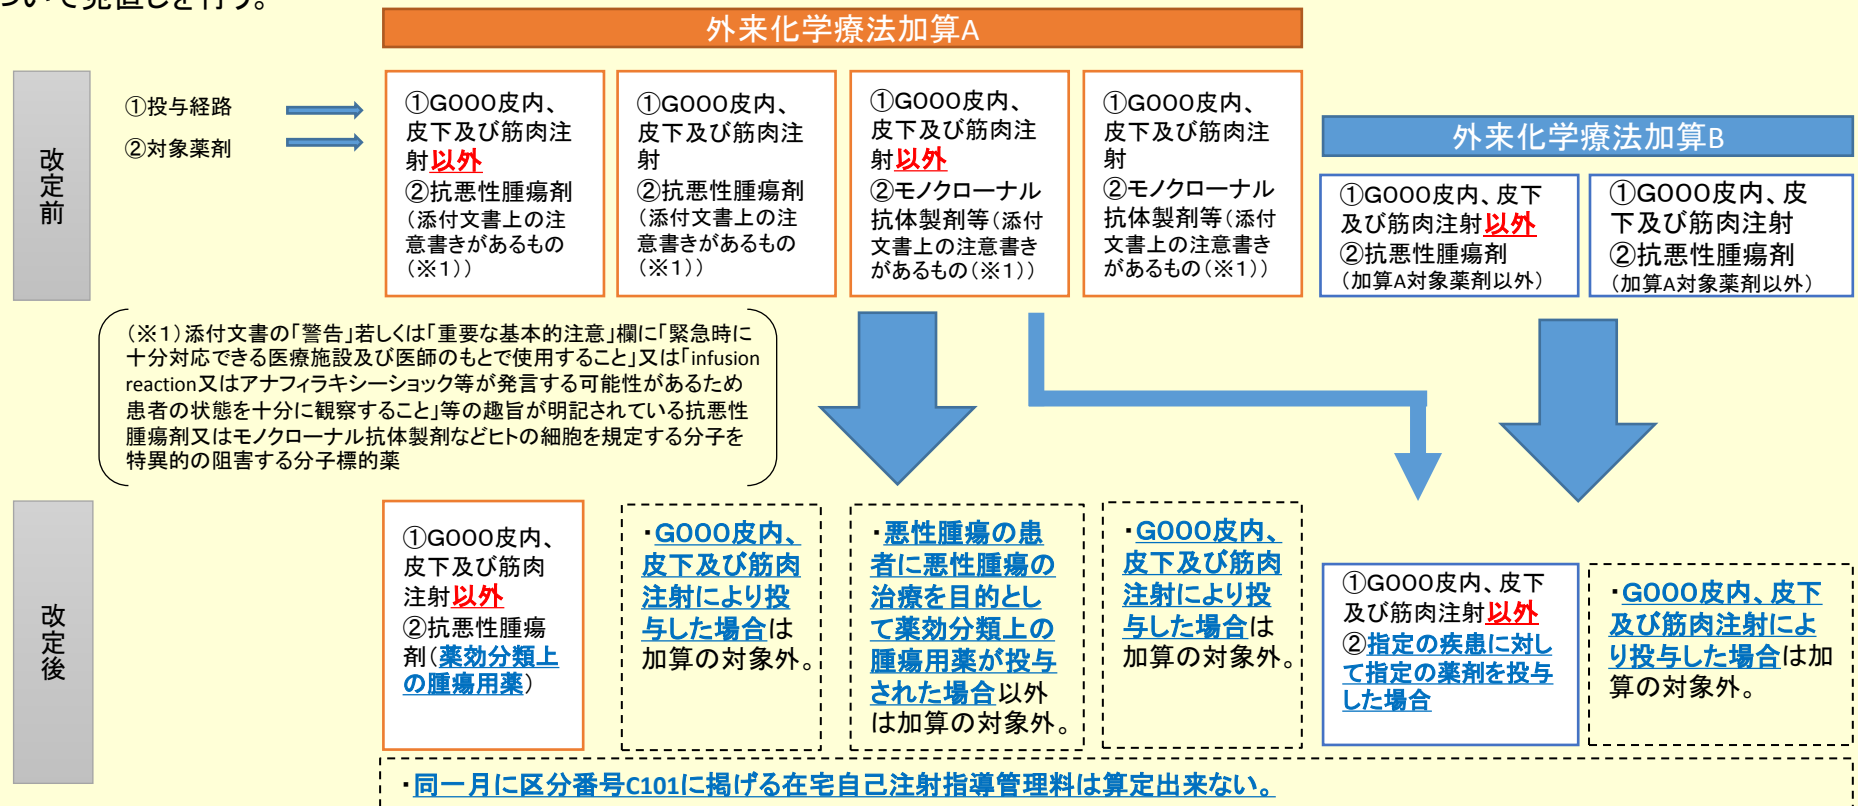 ついて見直しを行う。
外来化学療法加算A
改定前
①投与経路
②対象薬剤
①G000皮内、
皮下及び筋肉注
射以外
②抗悪性腫瘍剤
(添付文書上の注
意書きがあるもの
(※1))
①G000皮内、
皮下及び筋肉注
射
②抗悪性腫瘍剤
(添付文書上の注
意書きがあるもの
(※1))
①G000皮内、
皮下及び筋肉注
射以外
②モノクローナル
抗体製剤等(添付
文書上の注意書き
があるもの(※1))
①G000皮内、
皮下及び筋肉注
射
②モノクローナル
抗体製剤等(添付
文書上の注意書き
があるもの(※1))
外来化学療法加算B
①G000皮内、皮下
及び筋肉注射以外
②抗悪性腫瘍剤
(加算A対象薬剤以外)
①G000皮内、皮
下及び筋肉注射
②抗悪性腫瘍剤
(加算A対象薬剤以外)
(※1)添付文書の「警告」若しくは「重要な基本的注意」欄に「緊急時に
十分対応できる医療施設及び医師のもとで使用すること」又は「infusion
reaction又はアナフィラキシーショック等が発言する可能性があるため
患者の状態を十分に観察すること」等の趣旨が明記されている抗悪性
腫瘍剤又はモノクローナル抗体製剤などヒトの細胞を規定する分子を
特異的の阻害する分子標的薬
改定後
①G000皮内、
皮下及び筋肉
注射以外
②抗悪性腫瘍
剤(薬効分類上
の腫瘍用薬)
・G000皮内、
皮下及び筋肉
注射により投
与した場合は
加算の対象外。
・悪性腫瘍の患
者に悪性腫瘍の
治療を目的とし
て薬効分類上の
腫瘍用薬が投与
された場合以外
は加算の対象外。
・G000皮内、
皮下及び筋肉
注射により投
与した場合は
加算の対象外。
①G000皮内、皮下
及び筋肉注射以外
②指定の疾患に対し
て指定の薬剤を投与
した場合
・G000皮内、皮下
及び筋肉注射によ
り投与した場合は加
算の対象外。
・同一月に区分番号C101に掲げる在宅自己注射指導管理料は算定出来ない。